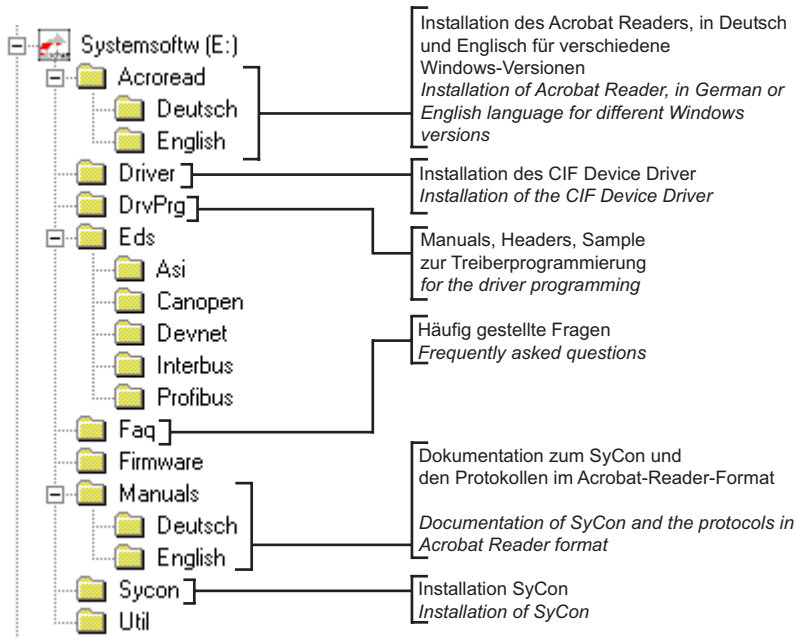 Systemsoftw (E:)
Acroread
Deutsch
English
Driver
DrvPrg
Eds
Asi
Canopen
Devnet
Interbus
Profibus
Faq
Firmware
Manuals
Deutsch
English
Sycon
Util
Installation des Acrobat Readers, in Deutsch
und Englisch für verschiedene
Windows-Versionen
Installation of Acrobat Reader, in German or
English language for different Windows
versions
Installation des CIF Device Driver
Installation of the CIF Device Driver
Manuals, Headers, Sample
zur Treiberprogrammierung
for the driver programming
Häufig gestellte Fragen
Frequently asked questions
Dokumentation zum SyCon und
den Protokollen im Acrobat-Reader-Format
Documentation of SyCon and the protocols in
Acrobat Reader format
Installation SyCon
Installation of SyCon